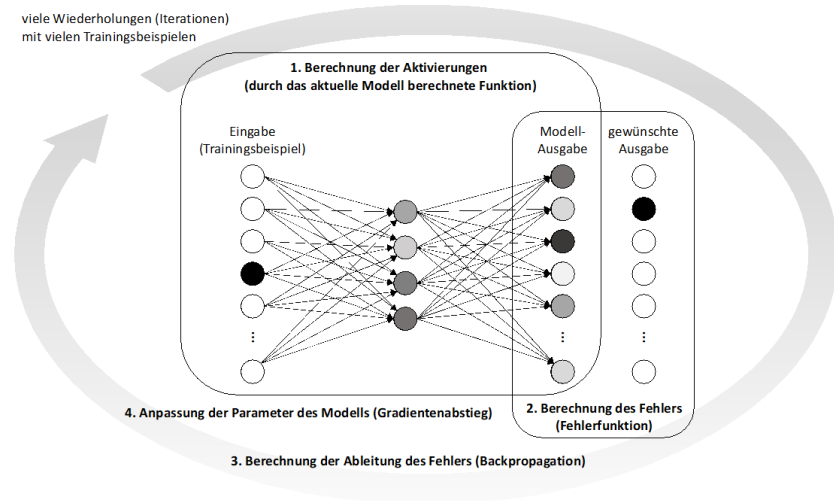 viele Wiederholungen (Iterationen)
mit vielen Trainingsbeispielen
1. Berechnung der Aktivierungen
(durch das aktuelle Modell berechnete Funktion)
Eingabe
(Trainingsbeispiel)
Modell-
Ausgabe
gewünschte
Ausgabe
4. Anpassung der Parameter des Modells (Gradientenabstieg)
2. Berechnung des Fehlers
(Fehlerfunktion)
3. Berechnung der Ableitung des Fehlers (Backpropagation)